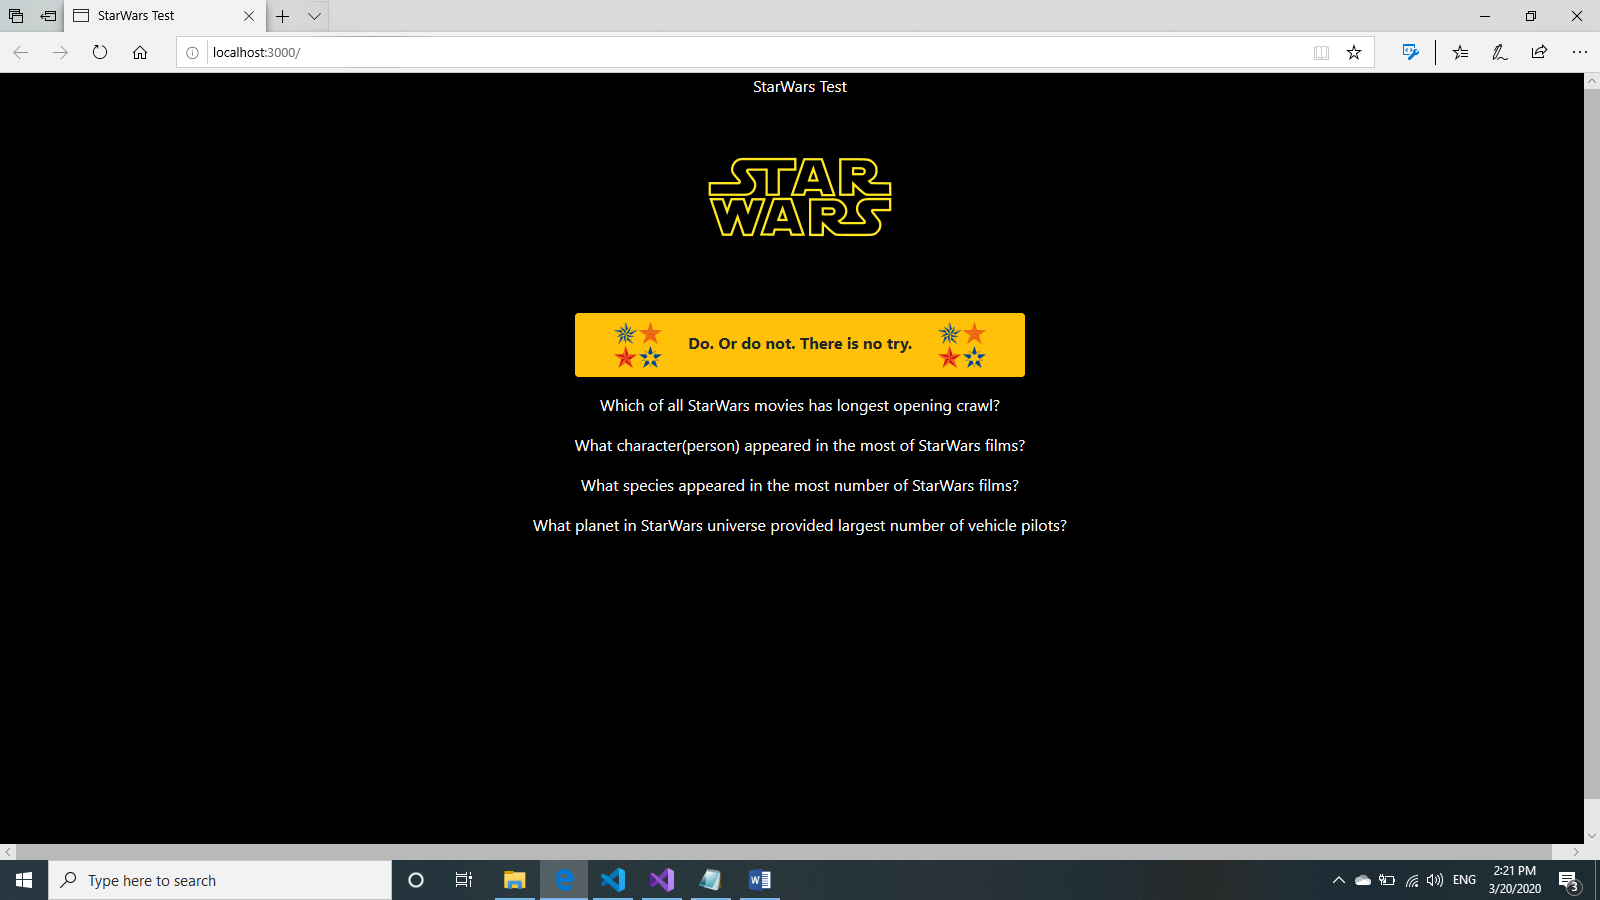 StarWars Test
localhost:3000/
StarWars Test
STAR
WARS
Do. Or do not. There is no try.
Which of all StarWars movies has longest opening crawl?
What character(person) appeared in the most of StarWars films?
What species appeared in the most number of StarWars films?
What planet in StarWars universe provided largest number of vehicle pilots?
Type here to search
ENG
2:21 PM
3/20/2020
3